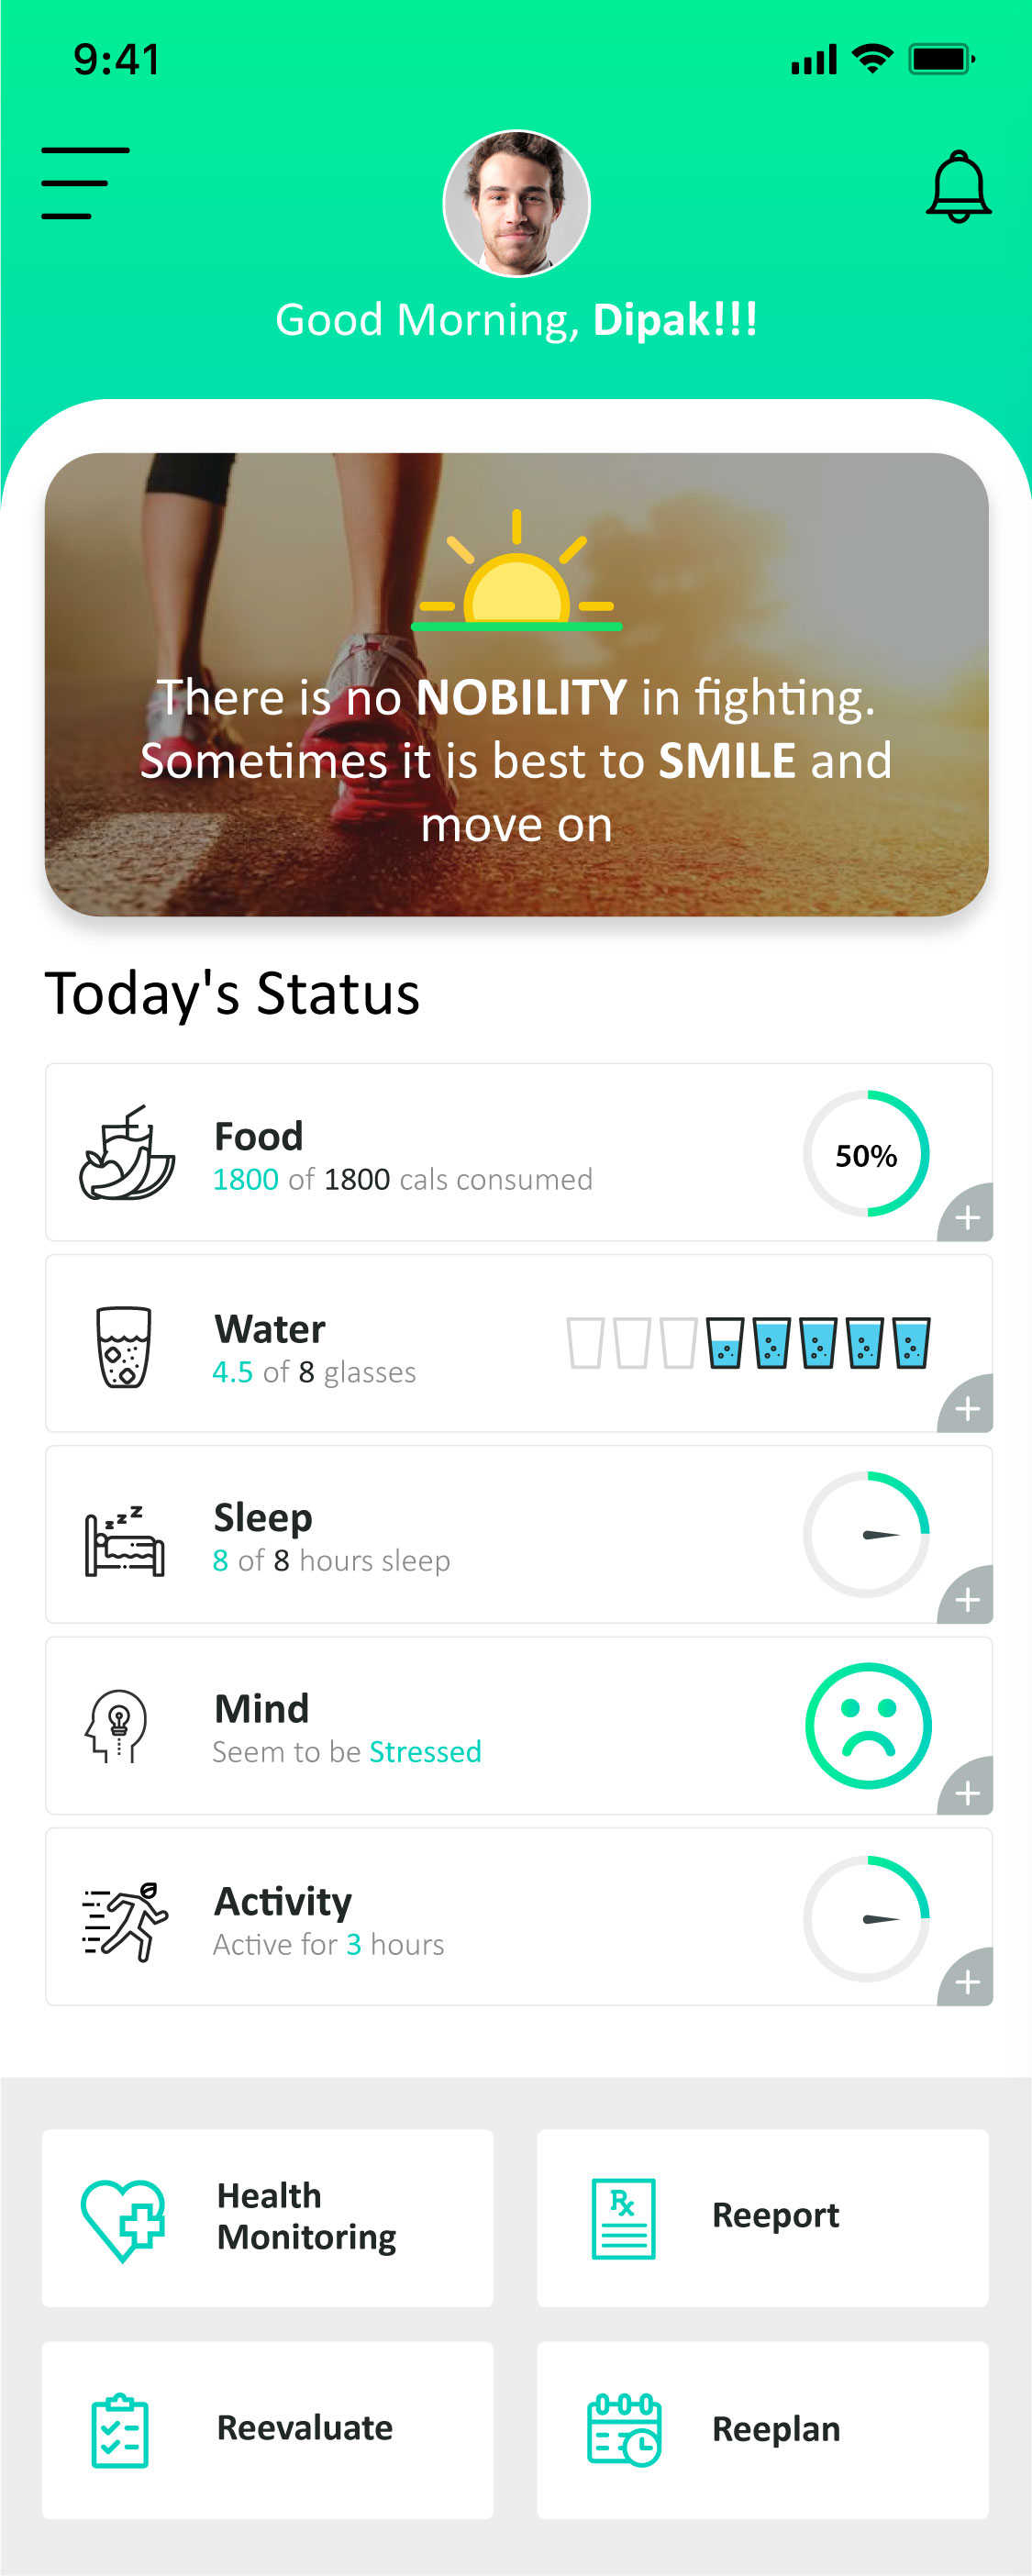 9:41
Good Morning, Dipak!!!
There is no NOBILITY in fighting.
Sometimes it is best to SMILE and
move on
Today's Status
Food
1800 of 1800 cals consumed
50%
Water
4.5 of 8 glasses
Sleep
8 of 8 hours sleep
Mind
Seem to be Stressed
Activity
Active for 3 hours
Health
Monitoring
Reeport
Reevaluate
Reeplan